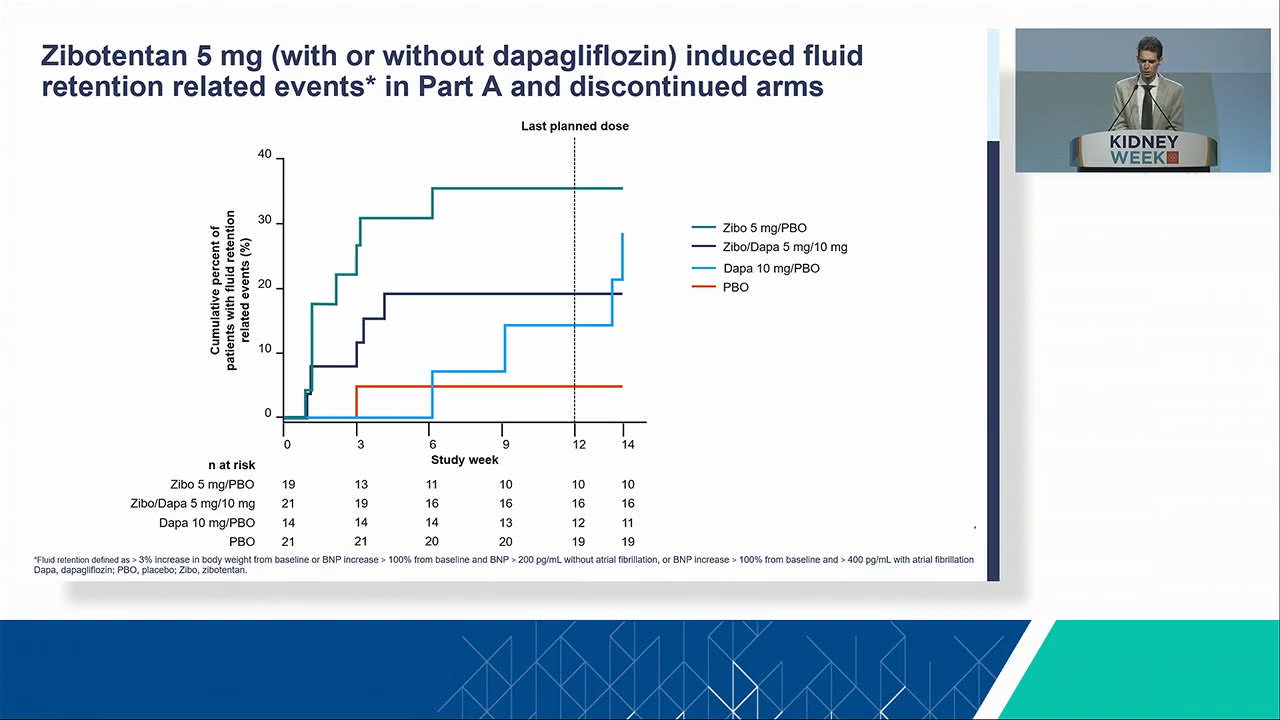 Zibotentan 5 mg (with or without dapagliflozin) induced fluid
retention related events* in Part A and discontinued arms
KIDNEY
WEEK
Last planned dose
Cumulative percent of
patients with fluid retention
related events (%)
40
30
20
10
0
Zibo 5 mg/PBO
Zibo/Dapa 5 mg/10 mg
Dapa 10 mg/PBO
PBO
0 3 6 9 12 14
Study week
n at risk
Zibo 5 mg/PBO 19 13 11 10 10 10
Zibo/Dapa 5 mg/10 mg 21 19 16 16 16 16
Dapa 10 mg/PBO 14 14 14 13 12 11
PBO 21 21 20 20 19 19
*Fluid retention defined as > 3% increase in body weight from baseline or BNP increase > 100% from baseline and BNP > 200 pg/mL without atrial fibrillation, or BNP increase > 100% from baseline and > 400 pg/mL with atrial fibrillation
Dapa, dapagliflozin; PBO, placebo; Zibo, zibotentan.